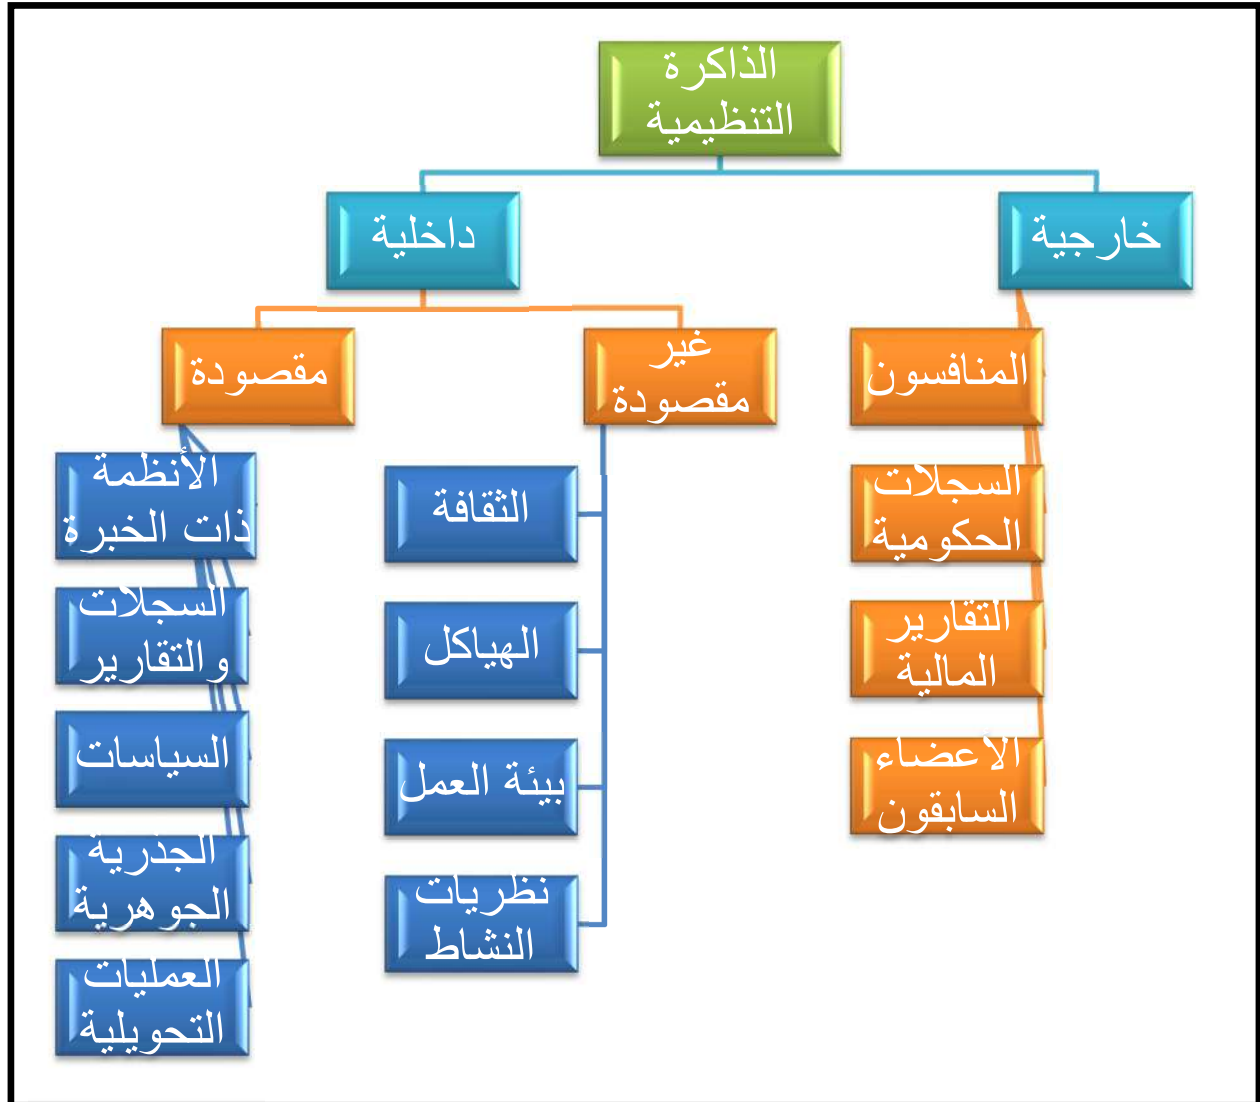 الذاكرة
التنظيمية
خارجية
داخلية
المنافسون
السجلات
الحكومية
التقارير
المالية
الاعضاء
السابقون
غير
مقصودة
الثقافة
الهياكل
بيئة العمل
نظريات
النشاط
مقصودة
الأنظمة
ذات الخبرة
السجلات
والتقارير
السياسات
الجذرية
الجوهرية
العمليات
التحويلية